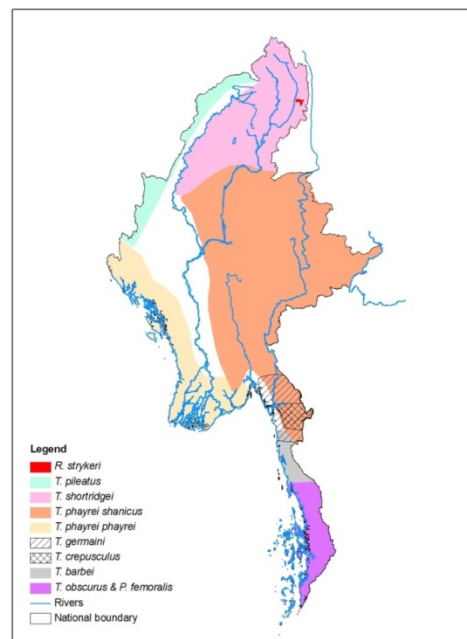 Legend
R. strykeri
T. pileatus
T. shortridgei
T. phayrei shanicus
T. phayrei phayrei
T. germaini
T. crepusculus
T. barbei
T. obscurus & P. femoralis
Rivers
National boundary